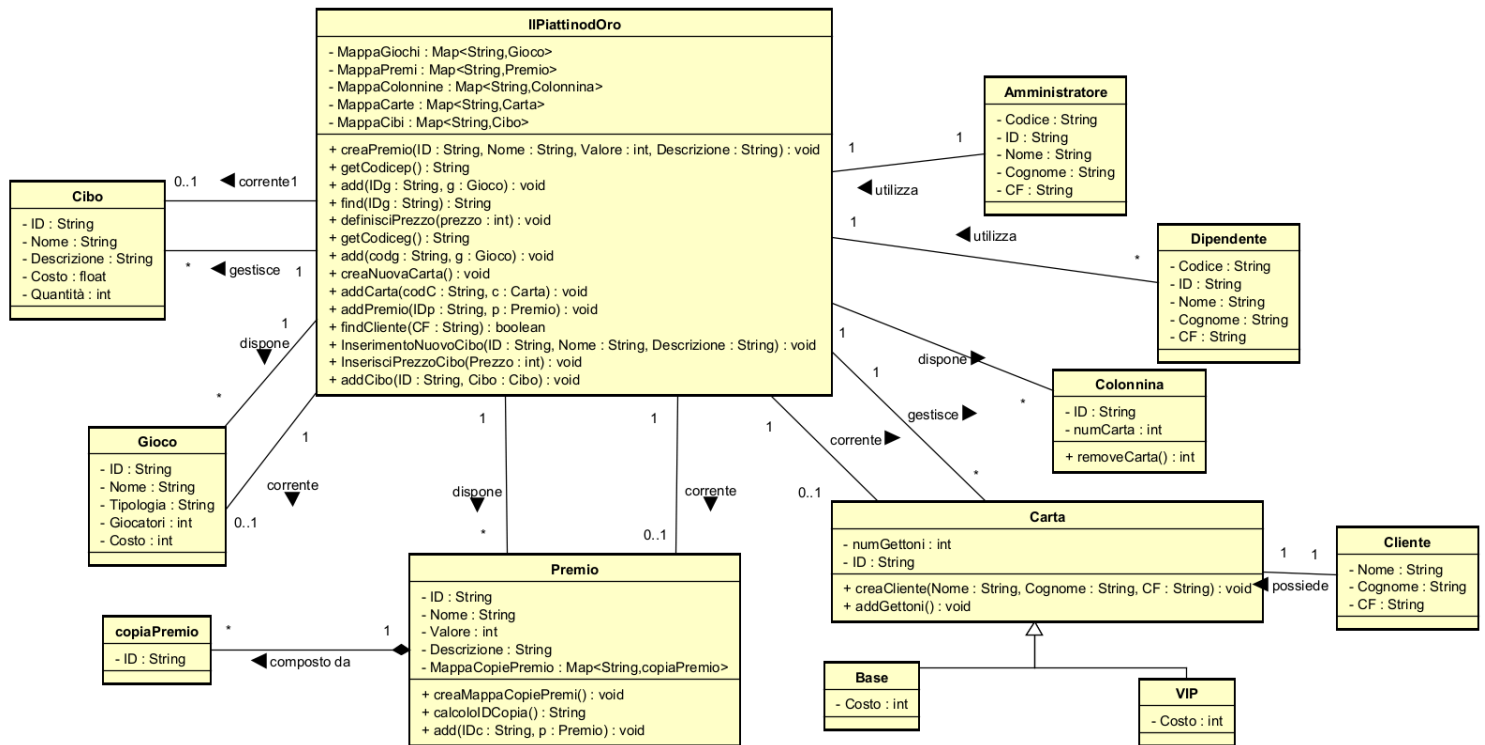 IlPiattinodOro
- MappaGiochi : Map<String,Gioco>
- MappaPremi : Map<String,Premio>
- MappaColonnine : Map<String,Colonnina>
- MappaCarte : Map<String,Carta>
- MappaCibi : Map<String,Cibo>
+ creaPremio(ID : String, Nome : String, Valore : int, Descrizione : String) : void
+ getCodicep() : String
+ add(IDg : String, g : Gioco) : void
+ find(IDg : String) : String
+ definisciPrezzo(prezzo : int) : void
+ getCodiceg() : String
+ add(codg : String, g : Gioco) : void
+ creaNuovaCarta() : void
+ addCarta(codC : String, c : Carta) : void
+ addPremio(IDp : String, p : Premio) : void
+ findCliente(CF : String) : boolean
+ InserimentoNuovoCibo(ID : String, Nome : String, Descrizione : String) : void
+ InserisciPrezzoCibo(Prezzo : int) : void
+ addCibo(ID : String, Cibo : Cibo) : void
Amministratore
- Codice : String
- ID : String
- Nome : String
- Cognome : String
- CF : String
1
1
utilizza
Dipendente
- Codice : String
- ID : String
- Nome : String
- Cognome : String
- CF : String
1
utilizza
*
Cibo
- ID : String
- Nome : String
- Descrizione : String
- Costo : float
- Quantità : int
0..1
corrente1
*
gestisce
1
1
dispone
*
Gioco
- ID : String
- Nome : String
- Tipologia : String
- Giocatori : int
- Costo : int
1
corrente
0..1
1
dispone
*
1
corrente
0..1
1
corrente
0..1
1
gestisce
*
1
dispone
*
Colonnina
- ID : String
- numCarta : int
+ removeCarta() : int
Carta
- numGettoni : int
- ID : String
+ creaCliente(Nome : String, Cognome : String, CF : String) : void
+ addGettoni() : void
1
1
possiede
Cliente
- Nome : String
- Cognome : String
- CF : String
Premio
- ID : String
- Nome : String
- Valore : int
- Descrizione : String
- MappaCopiePremio : Map<String,copiaPremio>
+ creaMappaCopiePremi() : void
+ calcoloIDCopia() : String
+ add(IDc : String, p : Premio) : void
copiaPremio
- ID : String
*
1
composto da
Base
- Costo : int
VIP
- Costo : int